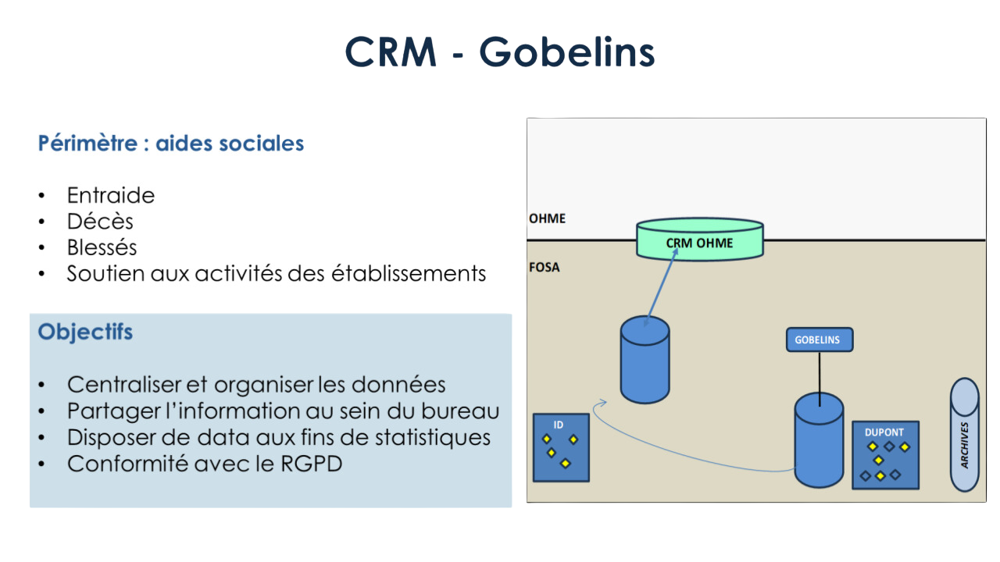 CRM - Gobelins
Périmètre : aides sociales
• Entraide
• Décès
• Blessés
• Soutien aux activités des établissements
Objectifs
• Centraliser et organiser les données
• Partager l’information au sein du bureau
• Disposer de data aux fins de statistiques
• Conformité avec le RGPD
OHME
CRM OHME
FOSA
GOBELINS
ID
DUPONT
ARCHIVES